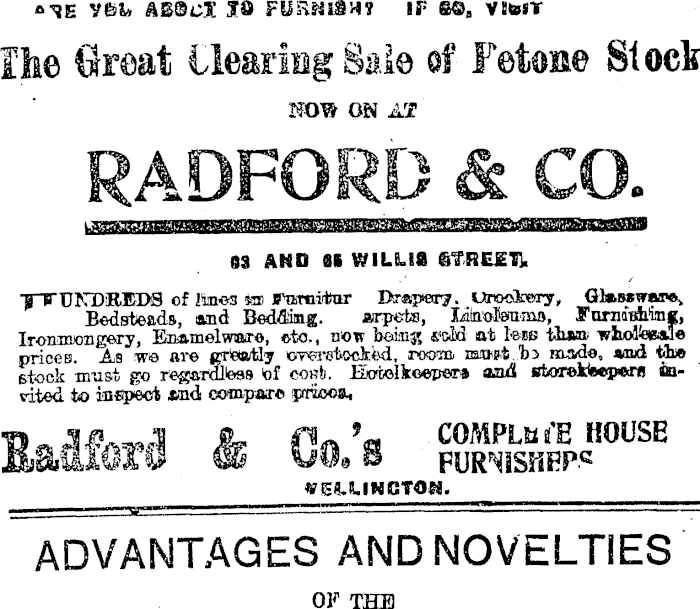 ARE YOU ABOUT TO FURNISH? IF SO, VISIT
The Great Clearing Sale of Petone Stock
NOW ON AT
RADFORD & CO.
63 AND 65 WILLIS STREET.
HUNDREDS of lines in Furnitur Drapery, Crockery, Glassware,
Bedsteads, and Bedding. arpets, Linoleums, Furnishing,
Ironmongery, Enamelware, etc., now being sold at less than wholesale
prices. As we are greatly overstocked, room must be made, and the
stock must go regardless of cost. Hotelkeepers and storekeepers in-
vited to inspect and compare prices.
Radford & Co.'s COMPLETE HOUSE
FURNISHERS
WELLINGTON.
ADVANTAGES AND NOVELTIES
OF THE